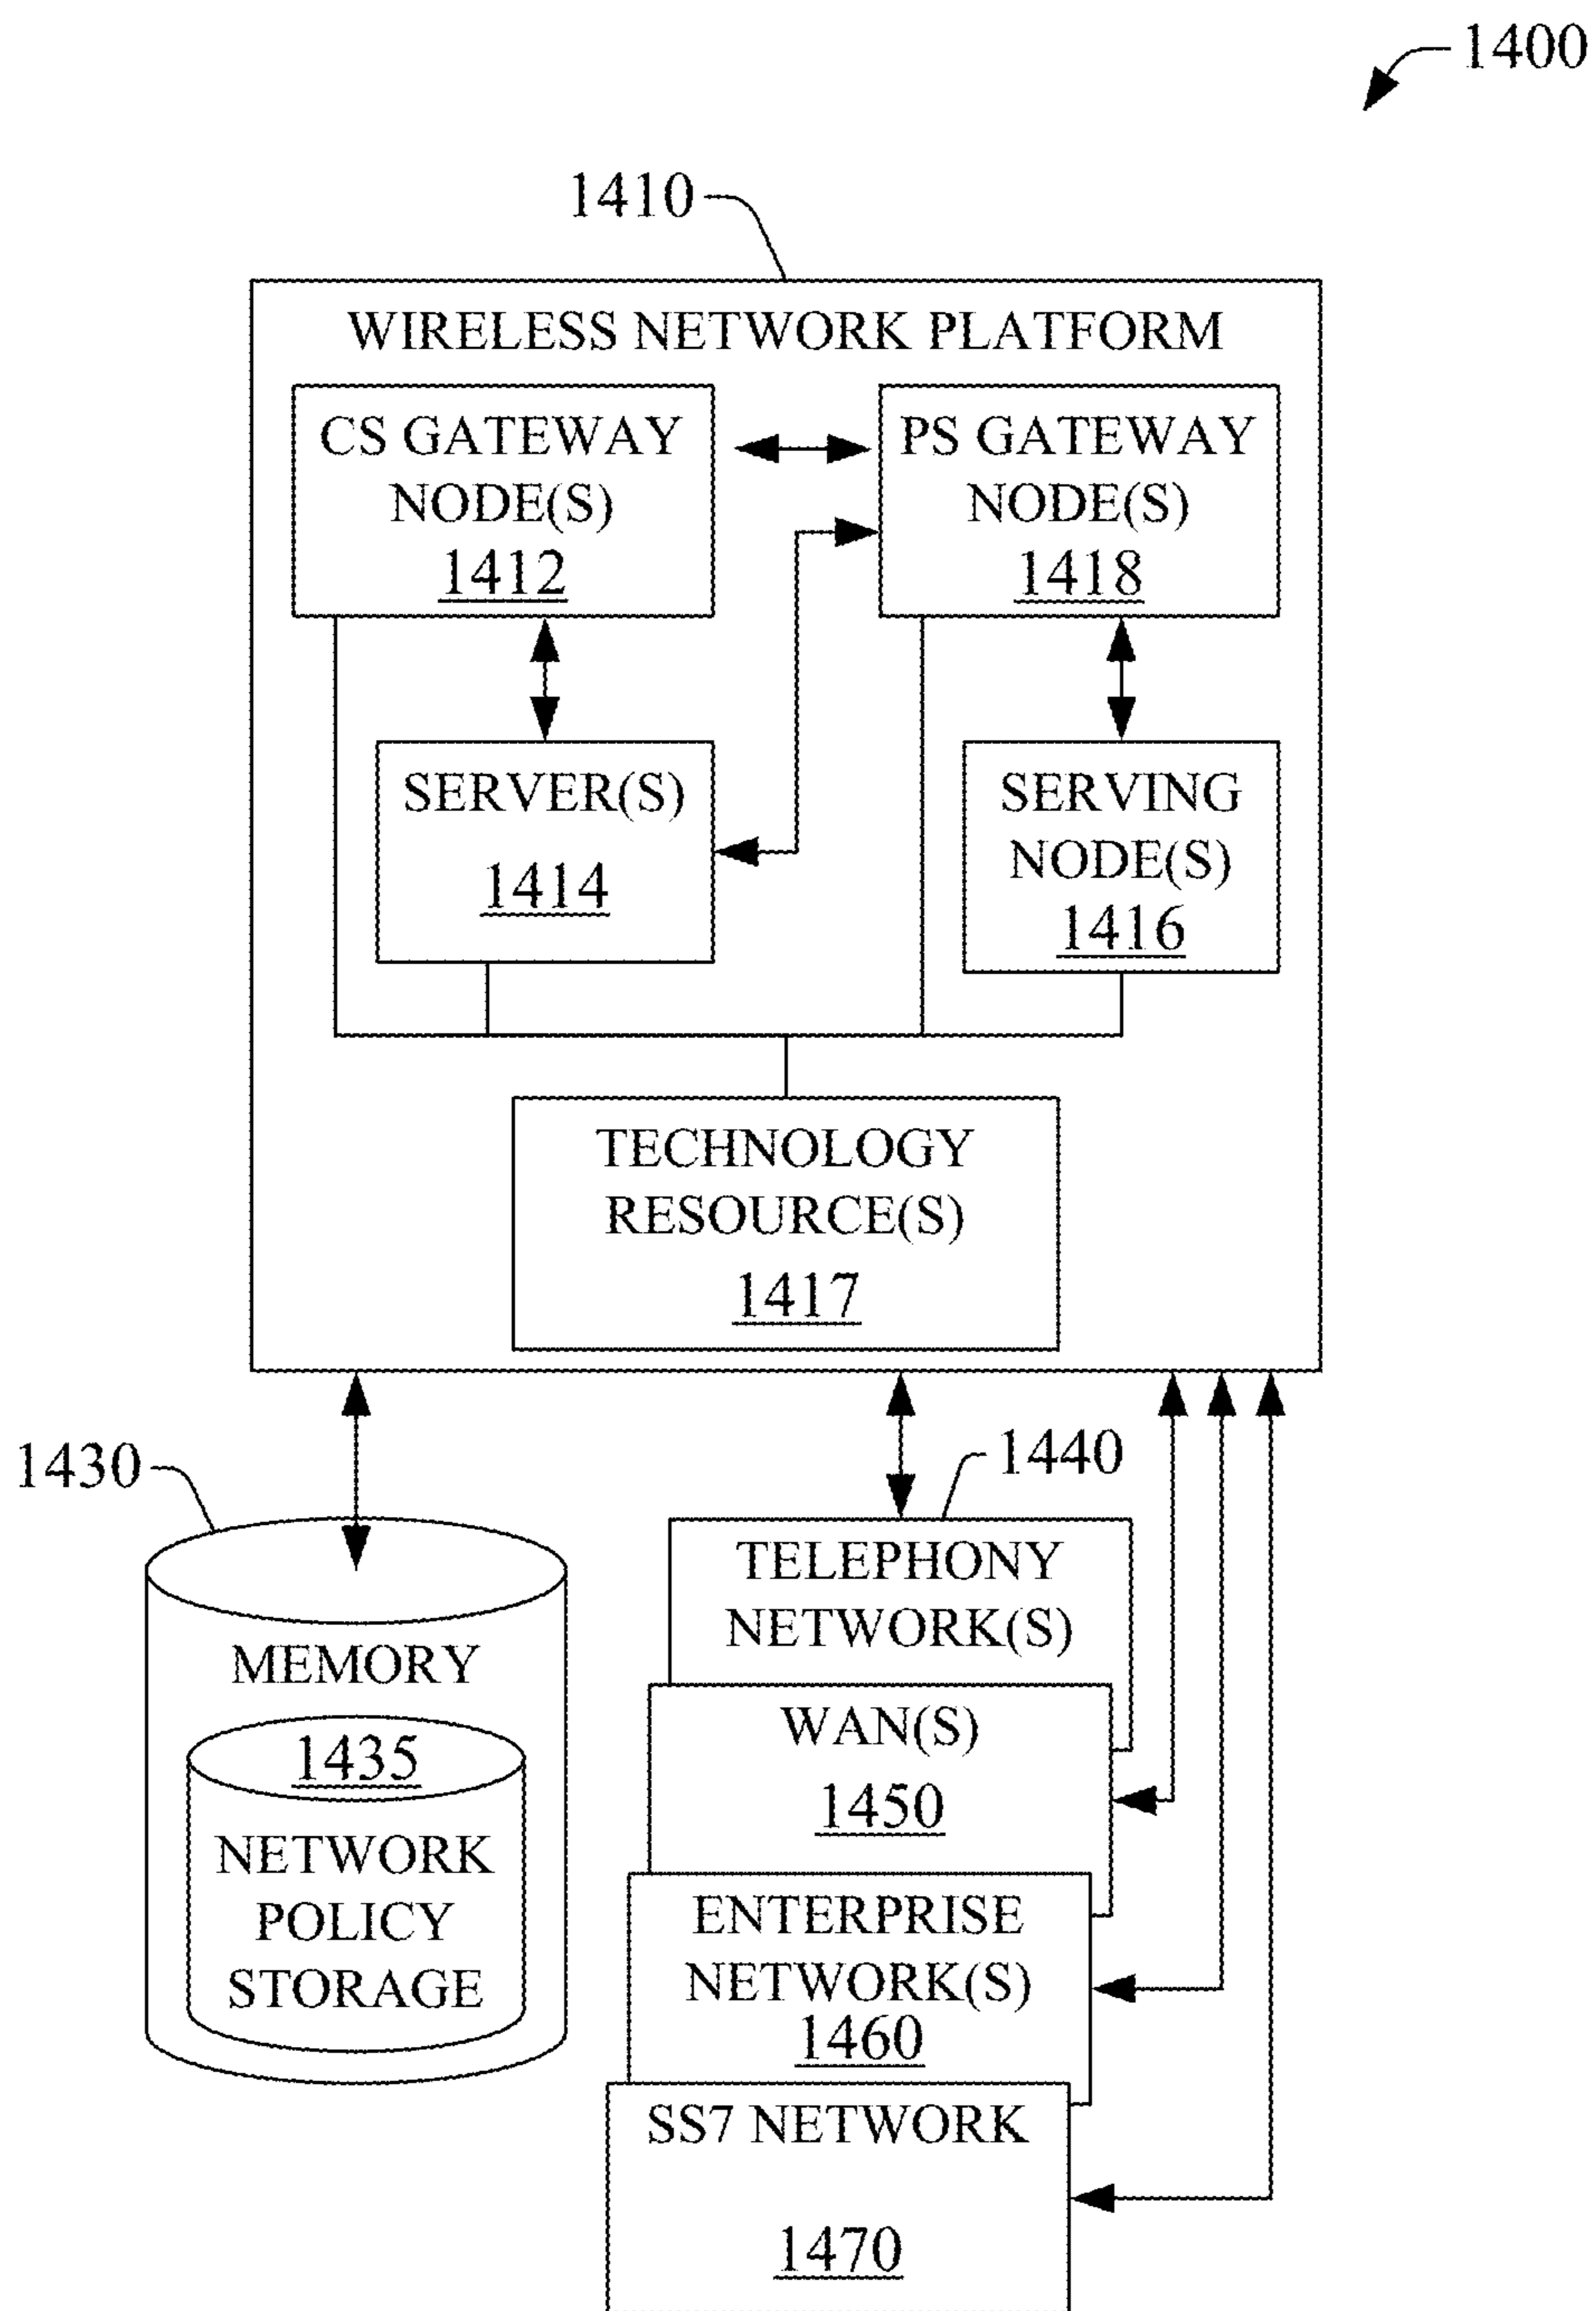 1400
1410
WIRELESS NETWORK PLATFORM
CS GATEWAY
NODE(S)
1412
PS GATEWAY
NODE(S)
1418
SERVER(S)
1414
SERVING
NODE(S)
1416
TECHNOLOGY
RESOURCE(S)
1417
1430
MEMORY
1435
NETWORK
POLICY
STORAGE
1440
TELEPHONY
NETWORK(S)
WAN(S)
1450
ENTERPRISE
NETWORK(S)
1460
SS7 NETWORK
1470